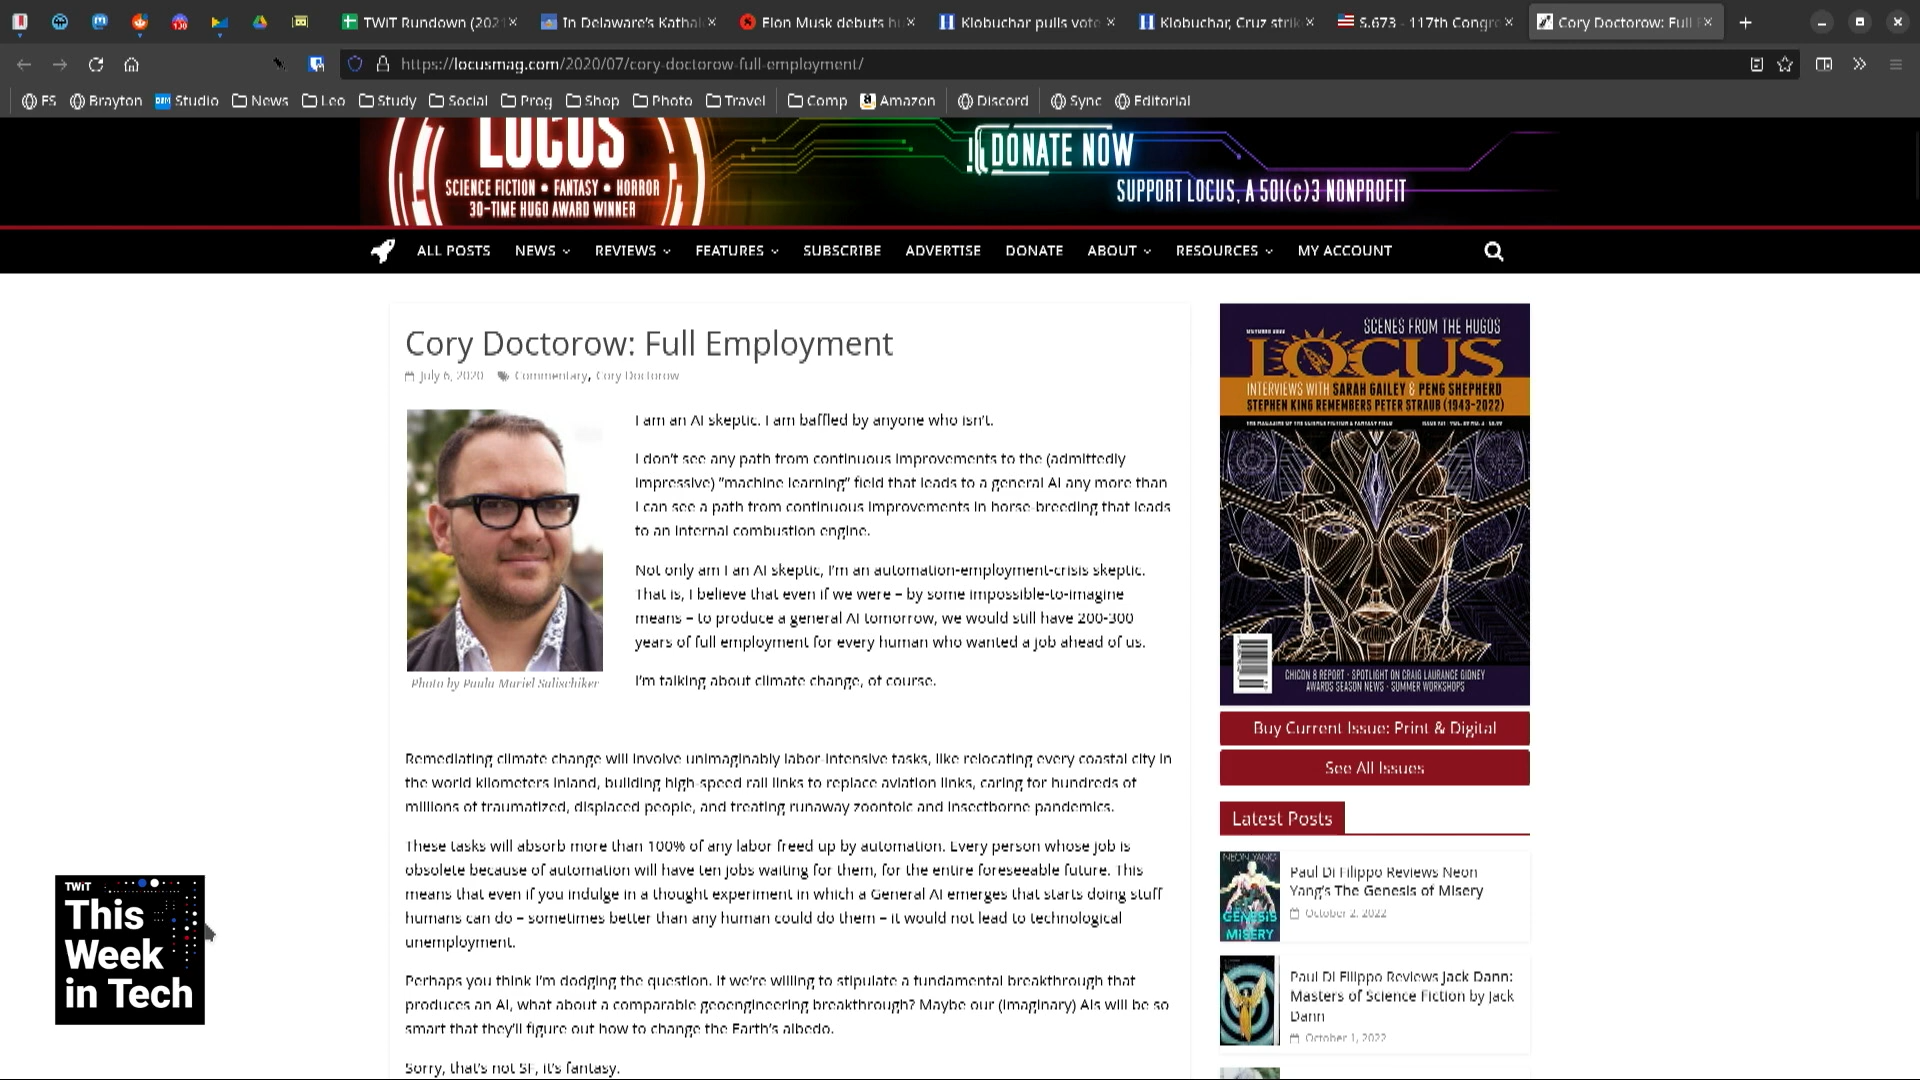 TWiT Rundown (2021
In Delaware's Kathal
Elon Musk debuts hu
Klobuchar pulls vote
Klobuchar, Cruz strik
S.673 - 117th Congre
Cory Doctorow: Full E
https://locusmag.com/2020/07/cory-doctorow-full-employment/
FS Brayton Studio News Leo Study Social Prog Shop Photo Travel Comp Amazon Discord Sync Editorial
LOCUS
SCIENCE FICTION • FANTASY • HORROR
30-TIME HUGO AWARD WINNER
DONATE NOW
SUPPORT LOCUS, A 501(c)3 NONPROFIT
ALL POSTS NEWS REVIEWS FEATURES SUBSCRIBE ADVERTISE DONATE ABOUT RESOURCES MY ACCOUNT
Cory Doctorow: Full Employment
July 6, 2020 Commentary, Cory Doctorow
I am an AI skeptic. I am baffled by anyone who isn't.
I don't see any path from continuous improvements to the (admittedly
impressive) "machine learning" field that leads to a general AI any more than
I can see a path from continuous improvements in horse-breeding that leads
to an internal combustion engine.
Not only am I an AI skeptic, I'm an automation-employment-crisis skeptic.
That is, I believe that even if we were – by some impossible-to-imagine
means – to produce a general AI tomorrow, we would still have 200-300
years of full employment for every human who wanted a job ahead of us.
I'm talking about climate change, of course.
Photo by Paula Mariel Salischiker
Remediating climate change will involve unimaginably labor-intensive tasks, like relocating every coastal city in
the world kilometers inland, building high-speed rail links to replace aviation links, caring for hundreds of
millions of traumatized, displaced people, and treating runaway zoontoic and insectborne pandemics.
These tasks will absorb more than 100% of any labor freed up by automation. Every person whose job is
obsolete because of automation will have ten jobs waiting for them, for the entire foreseeable future. This
means that even if you indulge in a thought experiment in which a General AI emerges that starts doing stuff
humans can do – sometimes better than any human could do them – it would not lead to technological
unemployment.
Perhaps you think I'm dodging the question. If we're willing to stipulate a fundamental breakthrough that
produces an AI, what about a comparable geoengineering breakthrough? Maybe our (imaginary) AIs will be so
smart that they'll figure out how to change the Earth's albedo.
Sorry, that's not SF, it's fantasy.
SCENES FROM THE HUGOS
LOCUS
INTERVIEWS WITH SARAH GAILEY & PENG SHEPHERD
STEPHEN KING REMEMBERS PETER STRAUB (1943-2022)
THE MAGAZINE OF THE SCIENCE FICTION & FANTASY FIELD
CHICON 8 REPORT • SPOTLIGHT ON CRAIG LAURANCE GIDNEY
AWARDS SEASON NEWS • SUMMER WORKSHOPS
Buy Current Issue: Print & Digital
See All Issues
Latest Posts
NEON YANG
GENESIS
MISERY
Paul Di Filippo Reviews Neon
Yang's The Genesis of Misery
October 2, 2022
Paul Di Filippo Reviews Jack Dann:
Masters of Science Fiction by Jack
Dann
October 1, 2022
TWiT
This
Week
in Tech